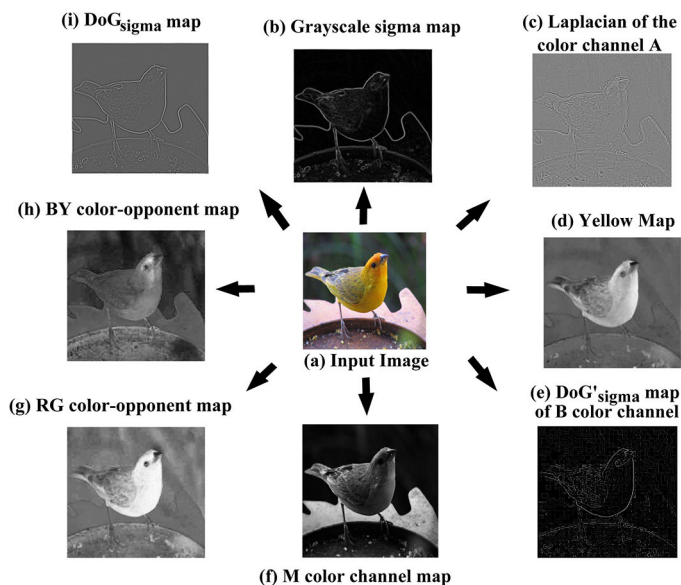 (i) DoGsigma map
(b) Grayscale sigma map
(c) Laplacian of the
color channel A
(h) BY color-opponent map
(d) Yellow Map
(a) Input Image
(g) RG color-opponent map
(e) DoG'sigma map
of B color channel
(f) M color channel map